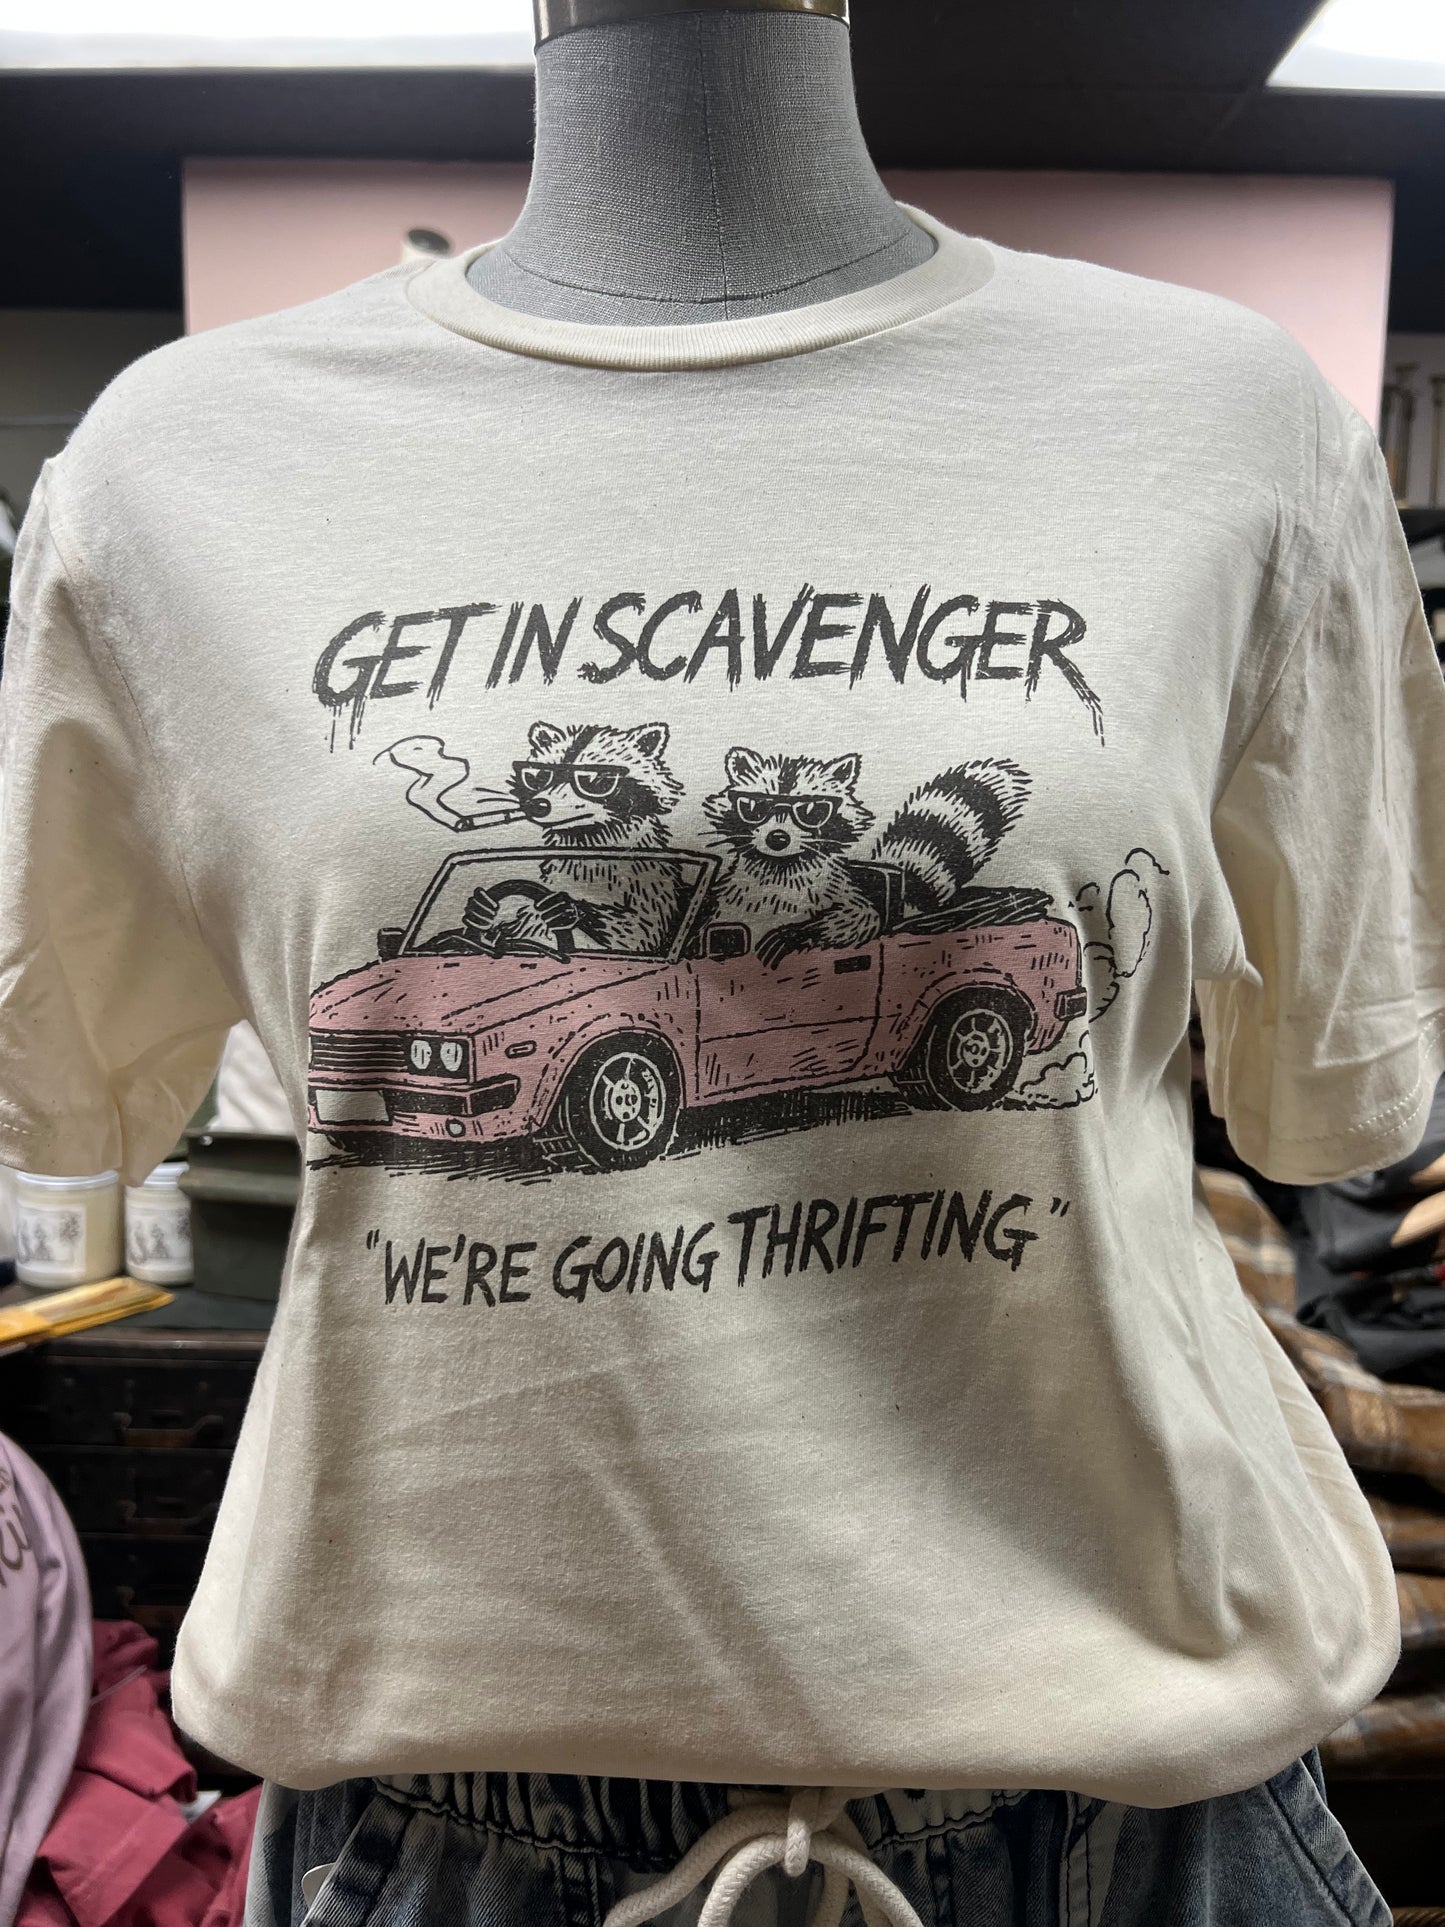 GET IN SCAVENGER
"WE'RE GOING THRIFTING"